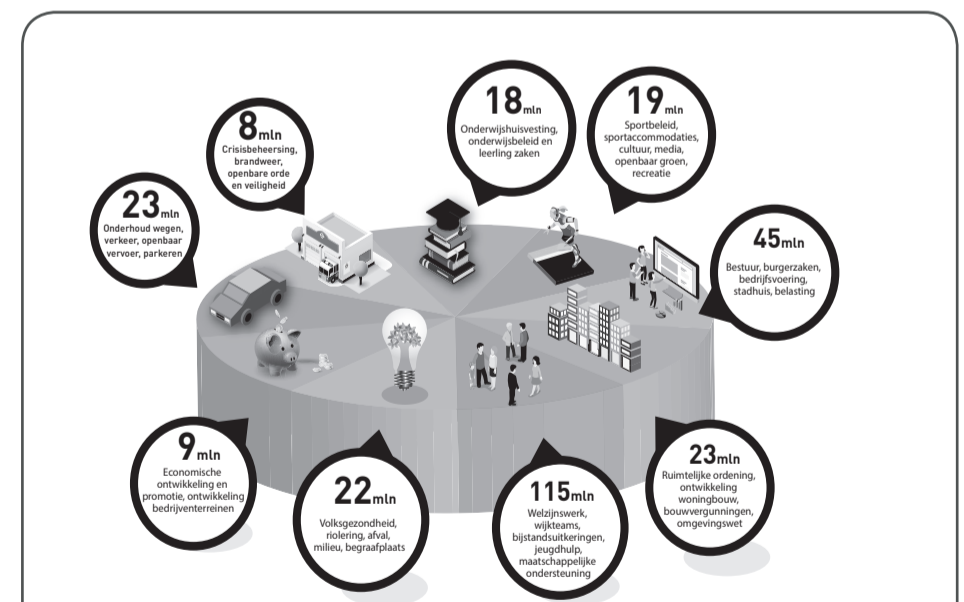 18mln
Onderwijshuisvesting,
onderwijsbeleid en
leerling zaken
19mln
Sportbeleid,
sportaccommodaties,
cultuur, media,
openbaar groen,
recreatie
8mln
Crisisbeheersing,
brandweer,
openbare orde
en veiligheid
23mln
Onderhoud wegen,
verkeer, openbaar
vervoer, parkeren
45mln
Bestuur, burgerzaken,
bedrijfsvoering,
stadhuis, belasting
9mln
Economische
ontwikkeling en
promotie, ontwikkeling
bedrijventerreinen
22mln
Volksgezondheid,
riolering, afval,
milieu, begraafplaats
115mln
Welzijnswerk,
wijkteams,
bijstandsuitkeringen,
jeugdhulp,
maatschappelijke
ondersteuning
23mln
Ruimtelijke ordening,
ontwikkeling
woningbouw,
bouwvergunningen,
omgevingswet